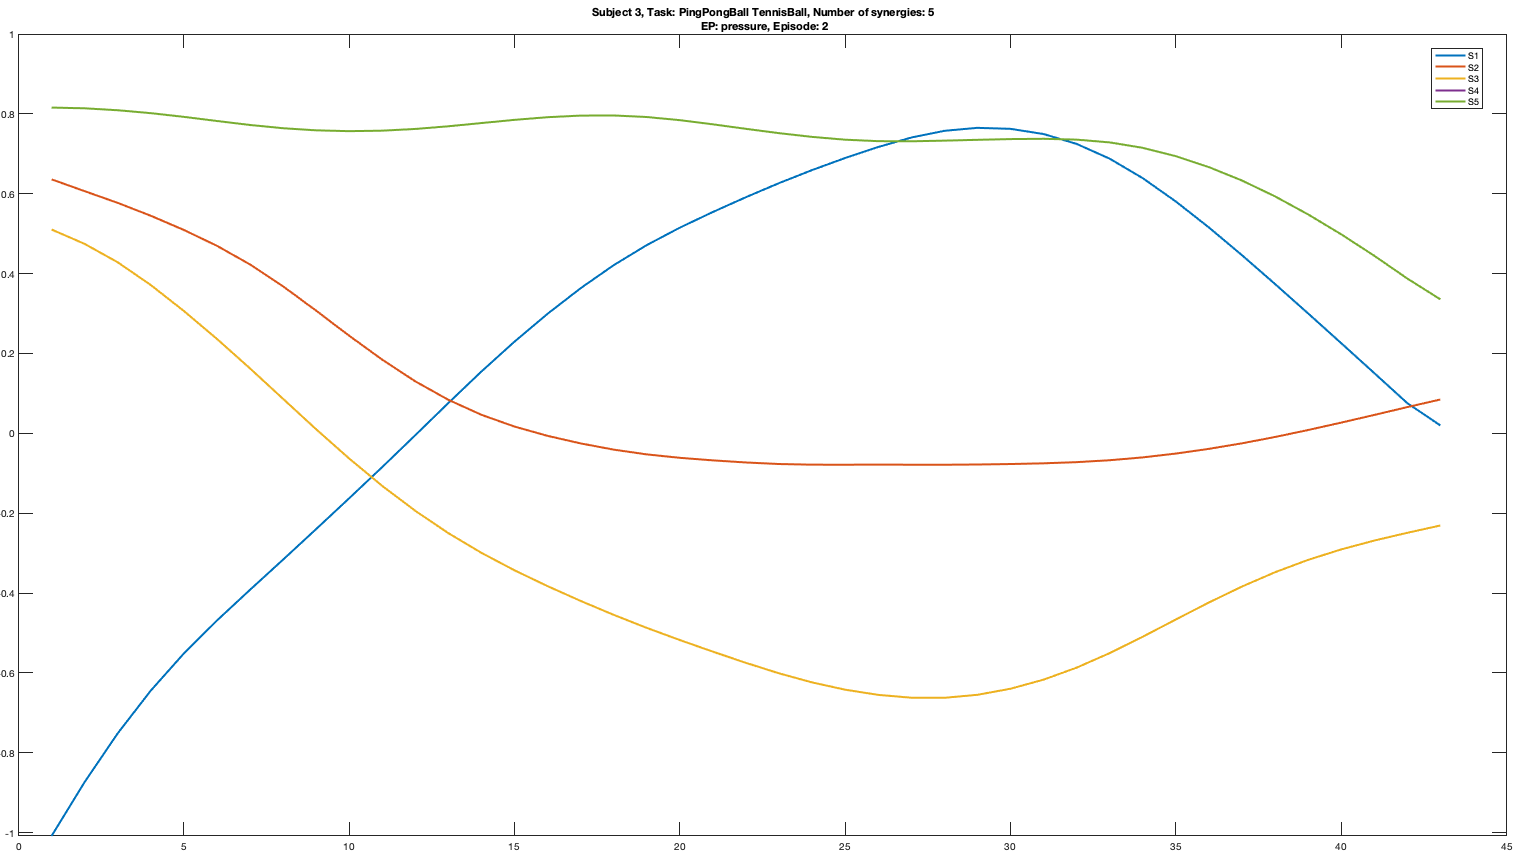 Subject 3, Task: PingPongBall TennisBall, Number of synergies: 5
EP: pressure, Episode: 2
1
0.8
0.6
0.4
0.2
0
-0.2
-0.4
-0.6
-0.8
-1
0 5 10 15 20 25 30 35 40 45
S1
S2
S3
S4
S5